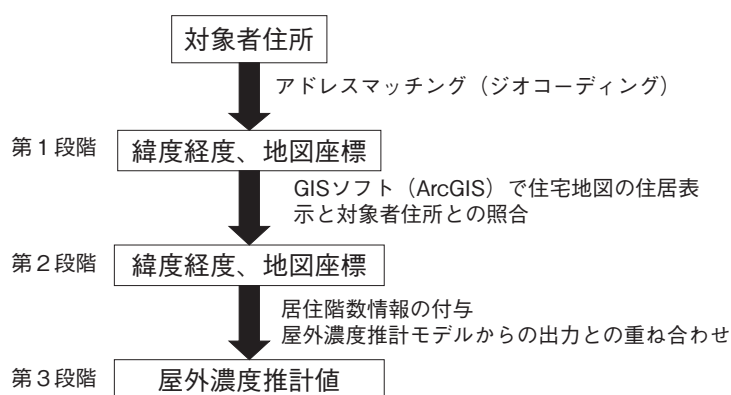 対象者住所
アドレスマッチング（ジオコーディング）
第１段階
緯度経度、地図座標
GISソフト（ArcGIS）で住宅地図の住居表
示と対象者住所との照合
第２段階
緯度経度、地図座標
居住階数情報の付与
屋外濃度推計モデルからの出力との重ね合わせ
第３段階
屋外濃度推計値